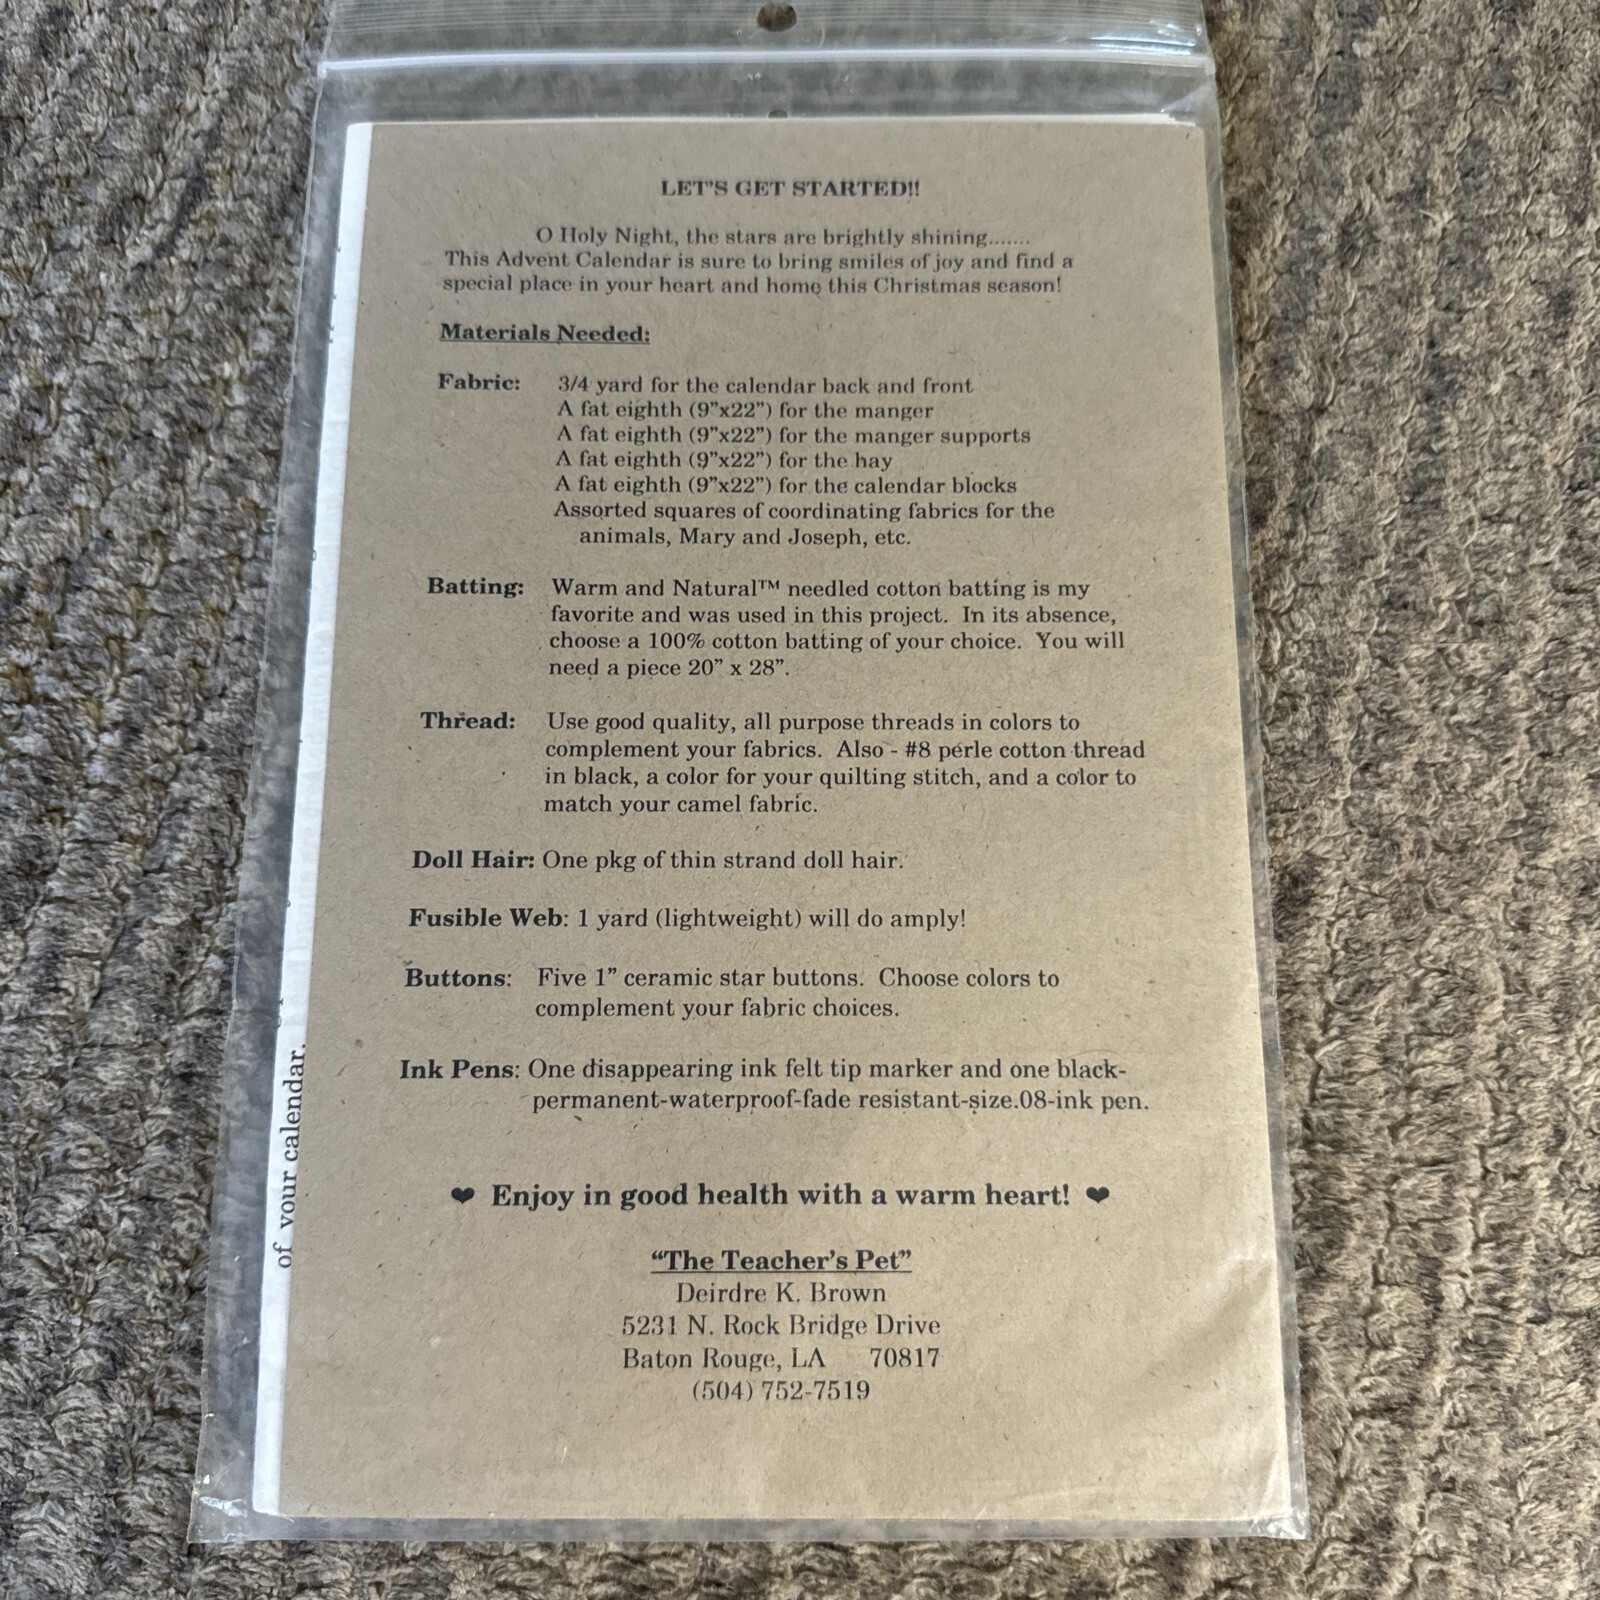 LET'S GET STARTED!!
O Holy Night, the stars are brightly shining.......
This Advent Calendar is sure to bring smiles of joy and find a
special place in your heart and home this Christmas season!
Materials Needed:
Fabric: 3/4 yard for the calendar back and front
A fat eighth (9”x22”) for the manger
A fat eighth (9”x22”) for the manger supports
A fat eighth (9”x22”) for the hay
A fat eighth (9”x22”) for the calendar blocks
Assorted squares of coordinating fabrics for the
animals, Mary and Joseph, etc.
Batting: Warm and Natural™ needled cotton batting is my
favorite and was used in this project. In its absence,
choose a 100% cotton batting of your choice. You will
need a piece 20” x 28”.
Thread: Use good quality, all purpose threads in colors to
complement your fabrics. Also - #8 perle cotton thread
in black, a color for your quilting stitch, and a color to
match your camel fabric.
Doll Hair: One pkg of thin strand doll hair.
Fusible Web: 1 yard (lightweight) will do amply!
Buttons: Five 1” ceramic star buttons. Choose colors to
complement your fabric choices.
Ink Pens: One disappearing ink felt tip marker and one black-
permanent-waterproof-fade resistant-size.08-ink pen.
❤ Enjoy in good health with a warm heart! ❤
“The Teacher's Pet”
Deirdre K. Brown
5231 N. Rock Bridge Drive
Baton Rouge, LA 70817
(504) 752-7519
of your calendar.